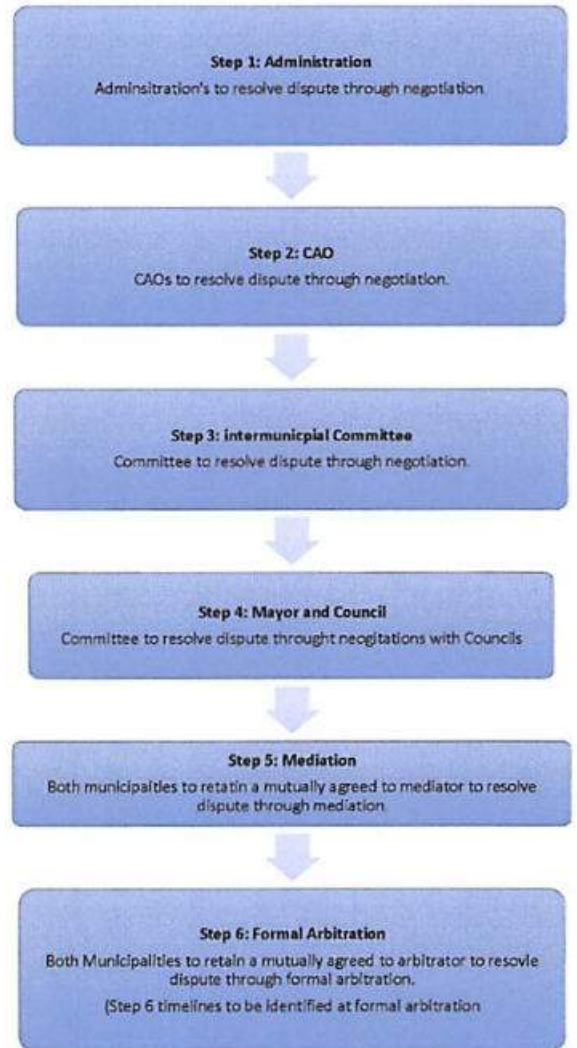 Step 1: Administration
Adminsitration's to resolve dispute through negotiation.
Step 2: CAO
CAOs to resolve dispute through negotiation.
Step 3: intermunicpial Committee
Committee to resolve dispute through negotiation.
Step 4: Mayor and Council
Committee to resolve dispute throught neogitations with Councils
Step 5: Mediation
Both municipalties to retatin a mutually agreed to mediator to resolve
dispute through mediation.
Step 6: Formal Arbitration
Both Municipalities to retain a mutually agreed to arbitrator to resovle
dispute through formal arbitration.
(Step 6 timelines to be identified at formal arbitration